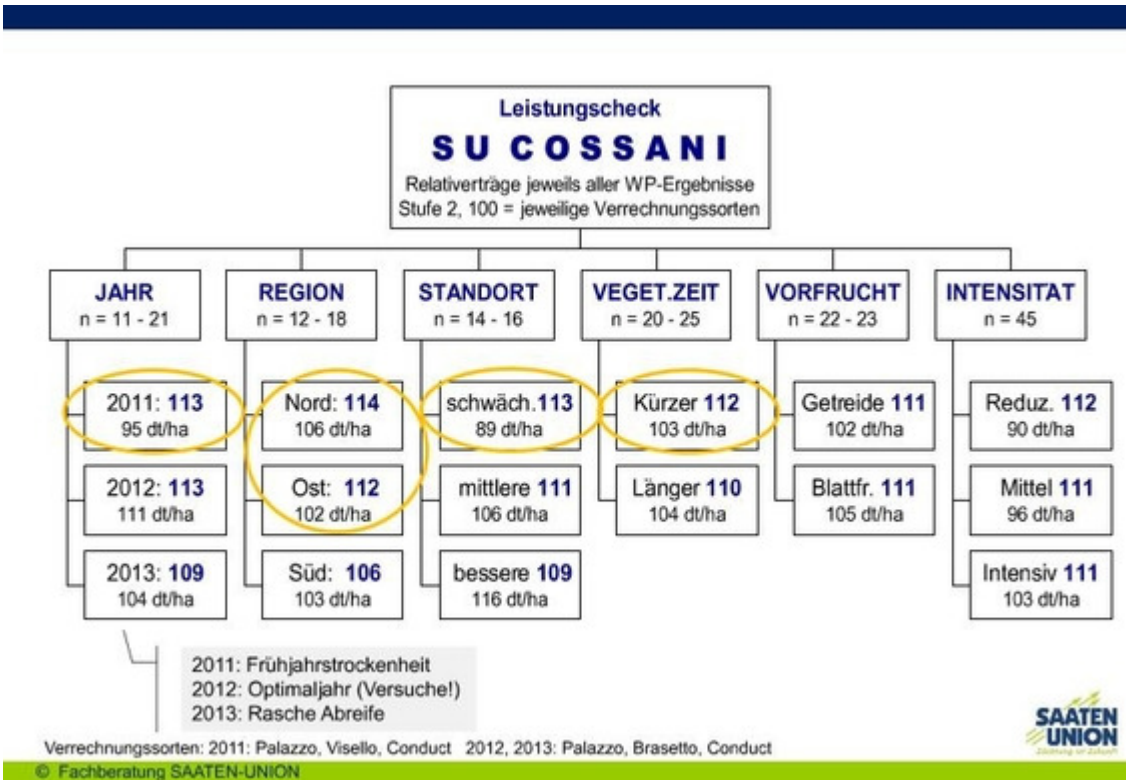 Leistungscheck
SU COSSANI
Relativerträge jeweils aller WP-Ergebnisse
Stufe 2, 100 = jeweilige Verrechnungssorten
JAHR
n = 11 - 21
REGION
n = 12 - 18
STANDORT
n = 14 - 16
VEGET.ZEIT
n = 20 - 25
VORFRUCHT
n = 22 - 23
INTENSITÄT
n = 45
2011: 113
95 dt/ha
Nord: 114
106 dt/ha
schwäch.113
89 dt/ha
Kürzer 112
103 dt/ha
Getreide 111
102 dt/ha
Reduz. 112
90 dt/ha
2012: 113
111 dt/ha
Ost: 112
102 dt/ha
mittlere 111
106 dt/ha
Länger 110
104 dt/ha
Blattfr. 111
105 dt/ha
Mittel 111
96 dt/ha
2013: 109
104 dt/ha
Süd: 106
103 dt/ha
bessere 109
116 dt/ha
Intensiv 111
103 dt/ha
2011: Frühjahrstrockenheit
2012: Optimaljahr (Versuche!)
2013: Rasche Abreife
SAATEN
UNION
Züchtung ist Zukunft
Verrechnungssorten: 2011: Palazzo, Visello, Conduct 2012, 2013: Palazzo, Brasetto, Conduct
© Fachberatung SAATEN-UNION